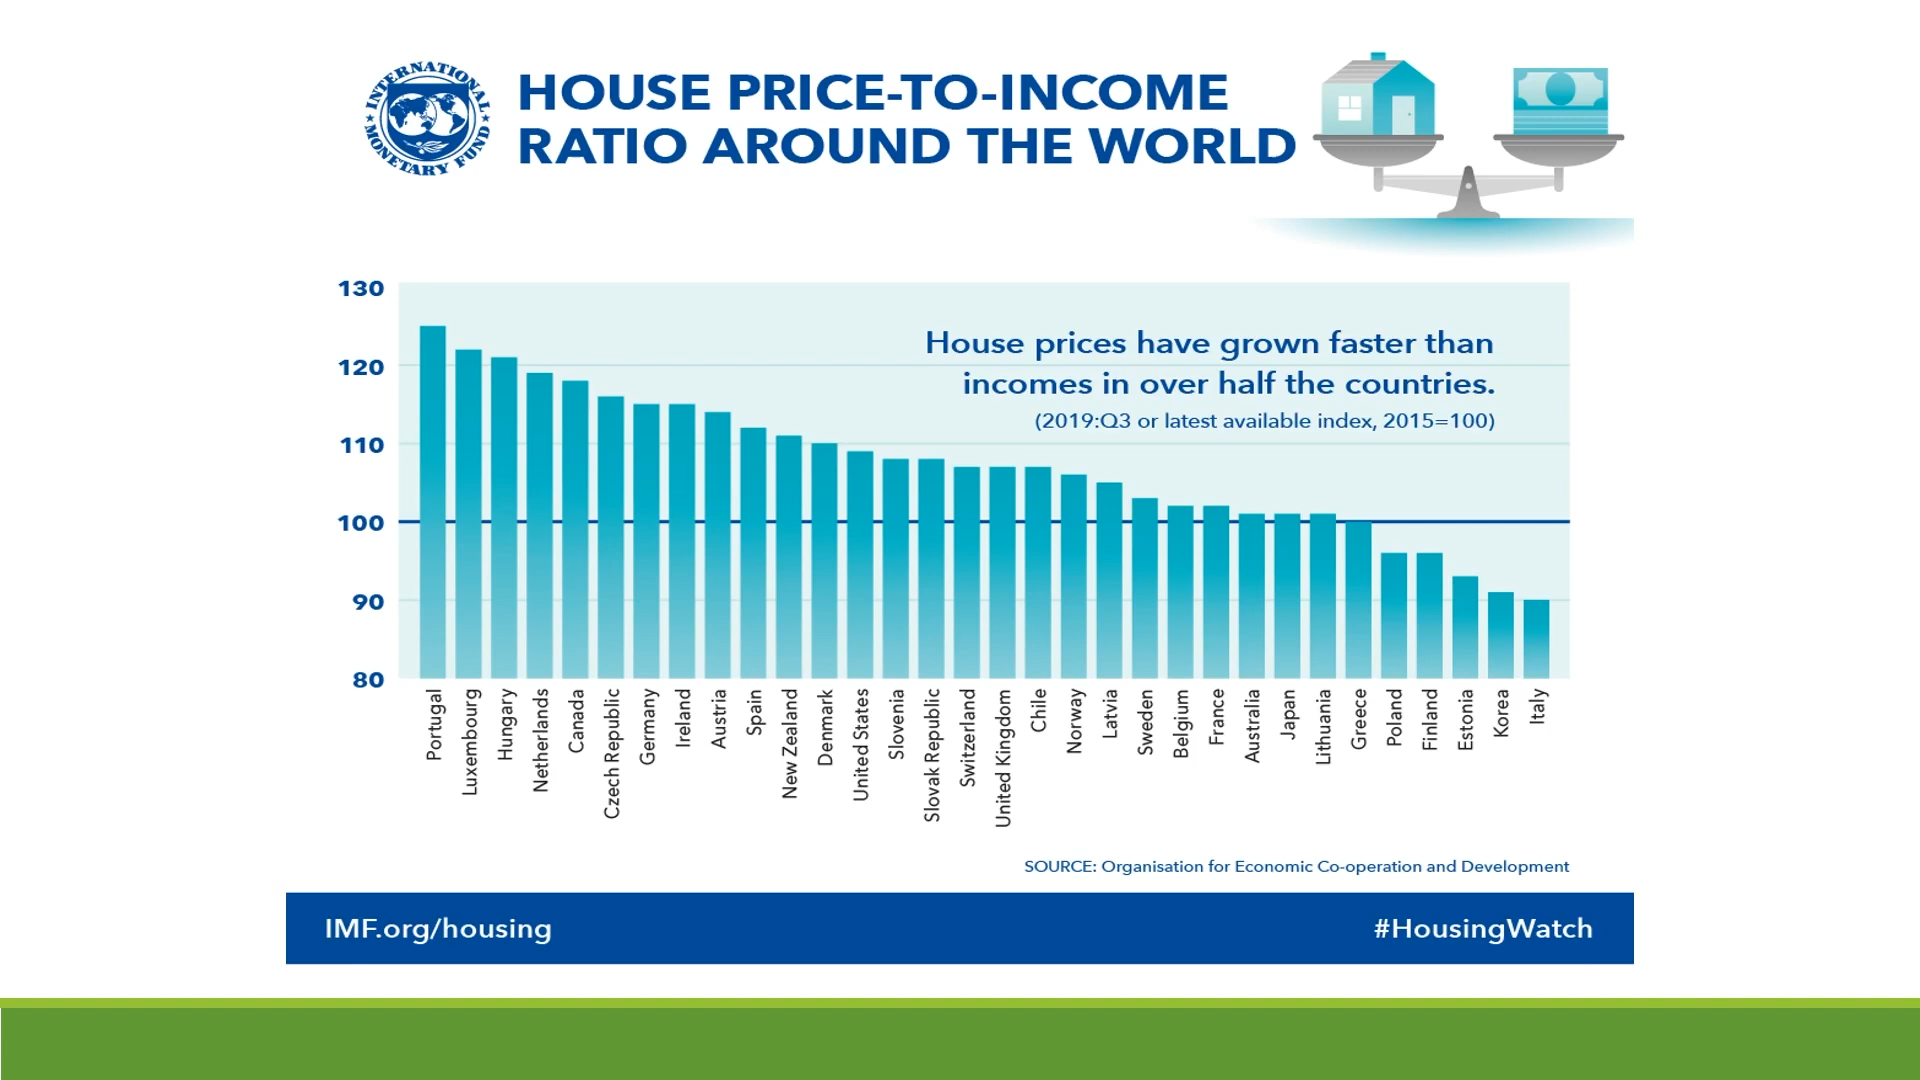 INTERNATIONAL MONETARY FUND
HOUSE PRICE-TO-INCOME
RATIO AROUND THE WORLD
130
120
110
100
90
80
House prices have grown faster than
incomes in over half the countries.
(2019:Q3 or latest available index, 2015=100)
Portugal
Luxembourg
Hungary
Netherlands
Canada
Czech Republic
Germany
Ireland
Austria
Spain
New Zealand
Denmark
United States
Slovenia
Slovak Republic
Switzerland
United Kingdom
Chile
Norway
Latvia
Sweden
Belgium
France
Australia
Japan
Lithuania
Greece
Poland
Finland
Estonia
Korea
Italy
SOURCE: Organisation for Economic Co-operation and Development
IMF.org/housing
#HousingWatch